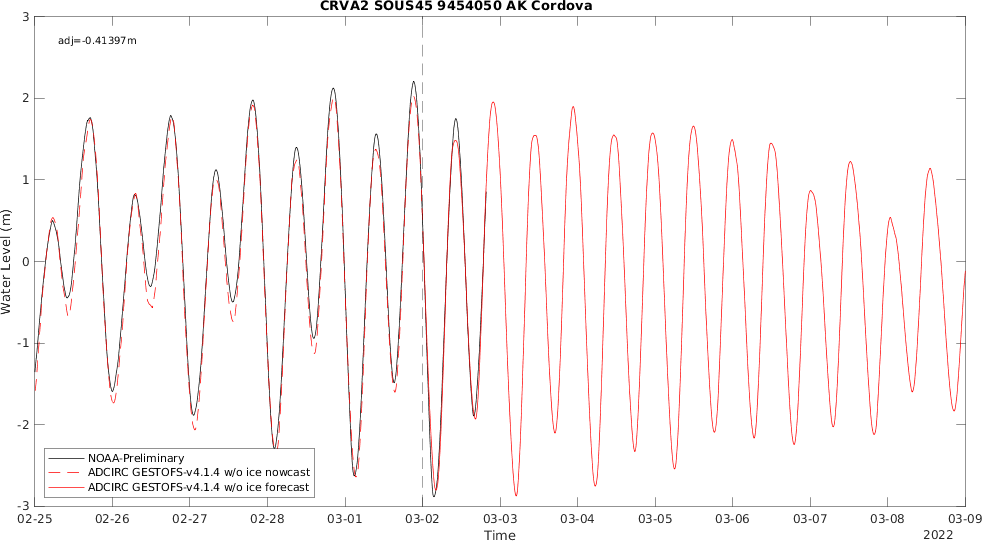 CRVA2 SOUS45 9454050 AK Cordova
adj=-0.41397m
3
2
1
0
-1
-2
-3
Water Level (m)
NOAA-Preliminary
ADCIRC GESTOFS-v4.1.4 w/o ice nowcast
ADCIRC GESTOFS-v4.1.4 w/o ice forecast
02-25 02-26 02-27 02-28 03-01 03-02 03-03 03-04 03-05 03-06 03-07 03-08 03-09
Time
2022